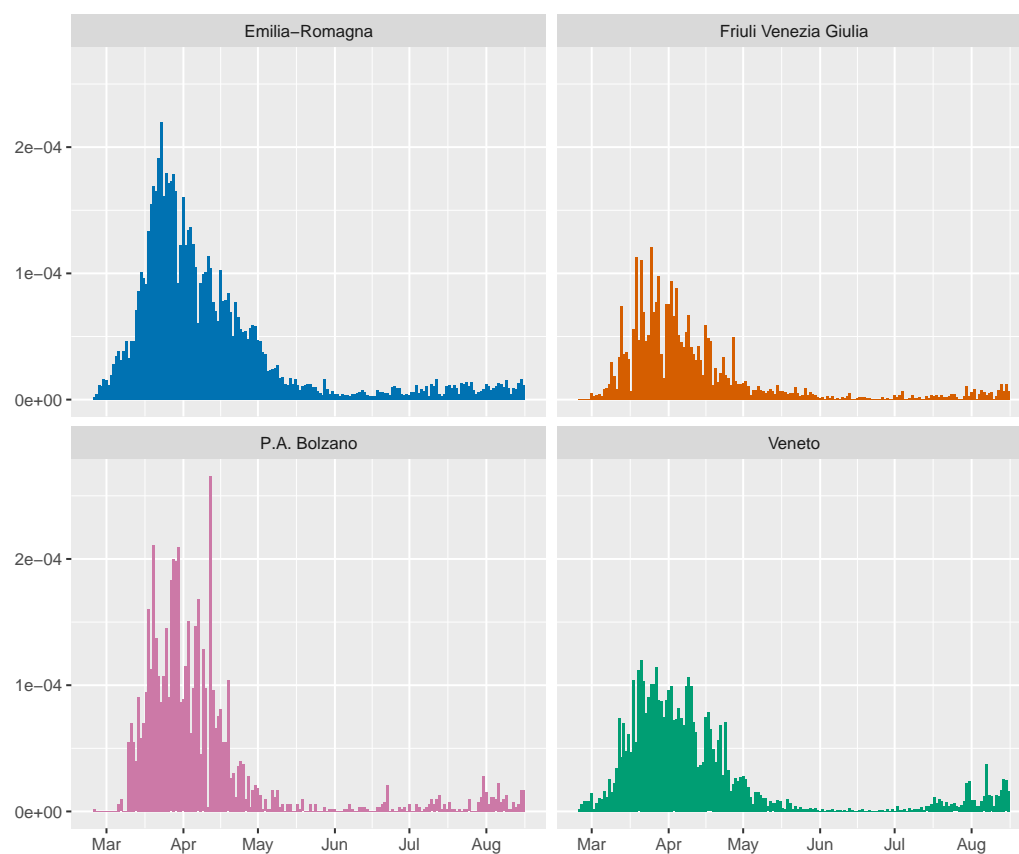 Emilia−Romagna
Friuli Venezia Giulia
2e−04
1e−04
0e+00
P.A. Bolzano
Veneto
2e−04
1e−04
0e+00
Mar Apr May Jun Jul Aug
Mar Apr May Jun Jul Aug